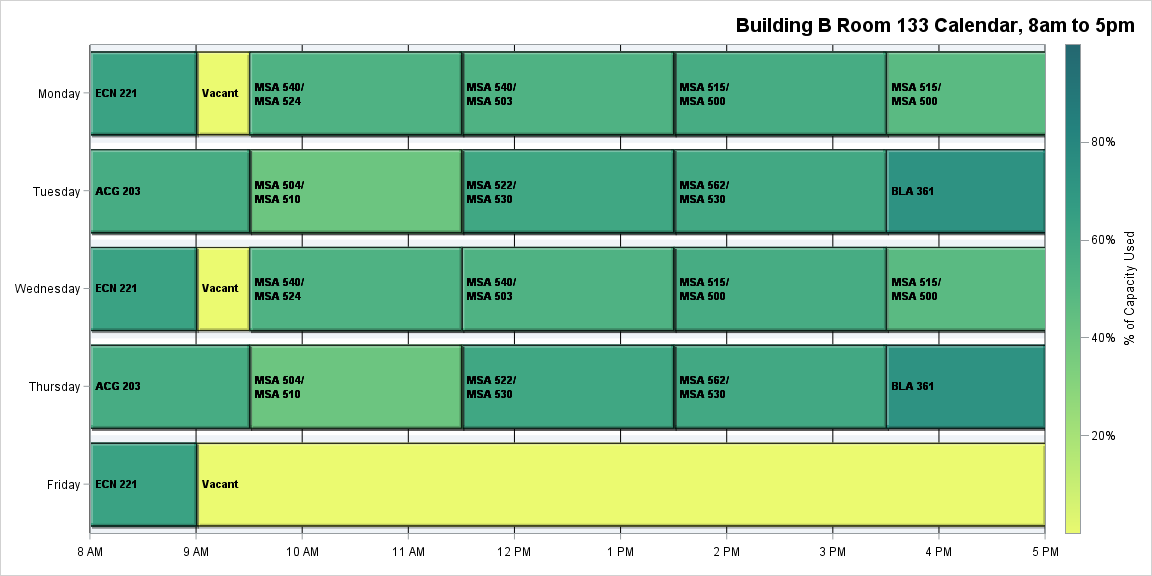 Building B Room 133 Calendar, 8am to 5pm
Monday
ECN 221
Vacant
MSA 540/
MSA 524
MSA 540/
MSA 503
MSA 515/
MSA 500
MSA 515/
MSA 500
Tuesday
ACG 203
MSA 504/
MSA 510
MSA 522/
MSA 530
MSA 562/
MSA 530
BLA 361
Wednesday
ECN 221
Vacant
MSA 540/
MSA 524
MSA 540/
MSA 503
MSA 515/
MSA 500
MSA 515/
MSA 500
Thursday
ACG 203
MSA 504/
MSA 510
MSA 522/
MSA 530
MSA 562/
MSA 530
BLA 361
Friday
ECN 221
Vacant
8 AM
9 AM
10 AM
11 AM
12 PM
1 PM
2 PM
3 PM
4 PM
5 PM
80%
60%
40%
20%
% of Capacity Used